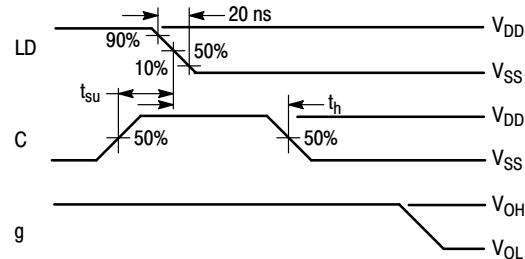 20 ns
V_DD
90%
LD
50%
10%
V_SS
t_su
t_h
V_DD
50%
50%
C
V_SS
V_OH
g
V_OL